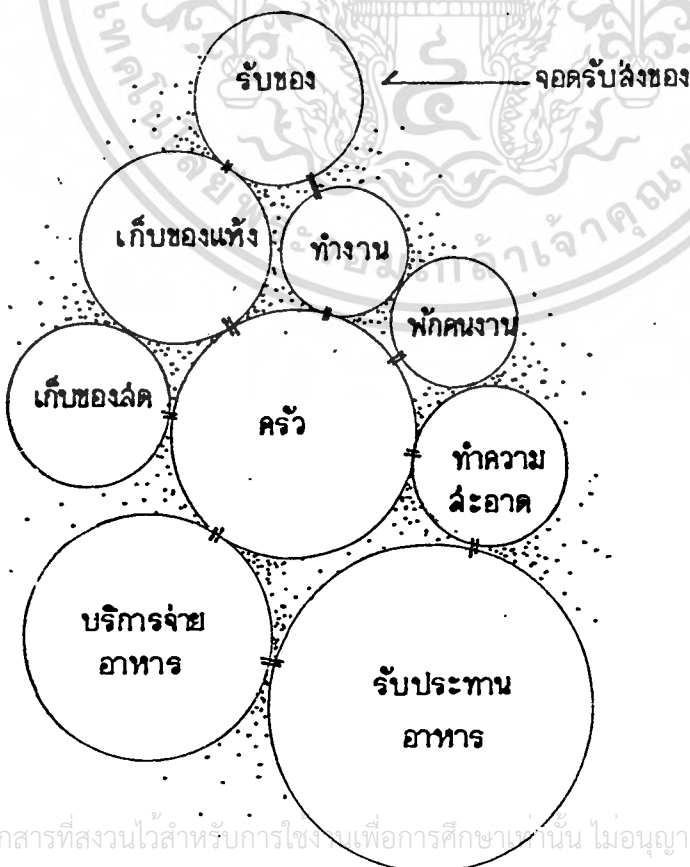 รับของ
จอดรับส่งของ
เก็บของแห้ง
ทำงาน
พักคนงาน
เก็บของสด
ครัว
ทำความ
สะอาด
บริการจ่าย
อาหาร
รับประทาน
อาหาร
กสารที่สงวนไว้สำหรับการใช้งานเพื่อการศึกษาเท่านั้น ไม่อนุญา